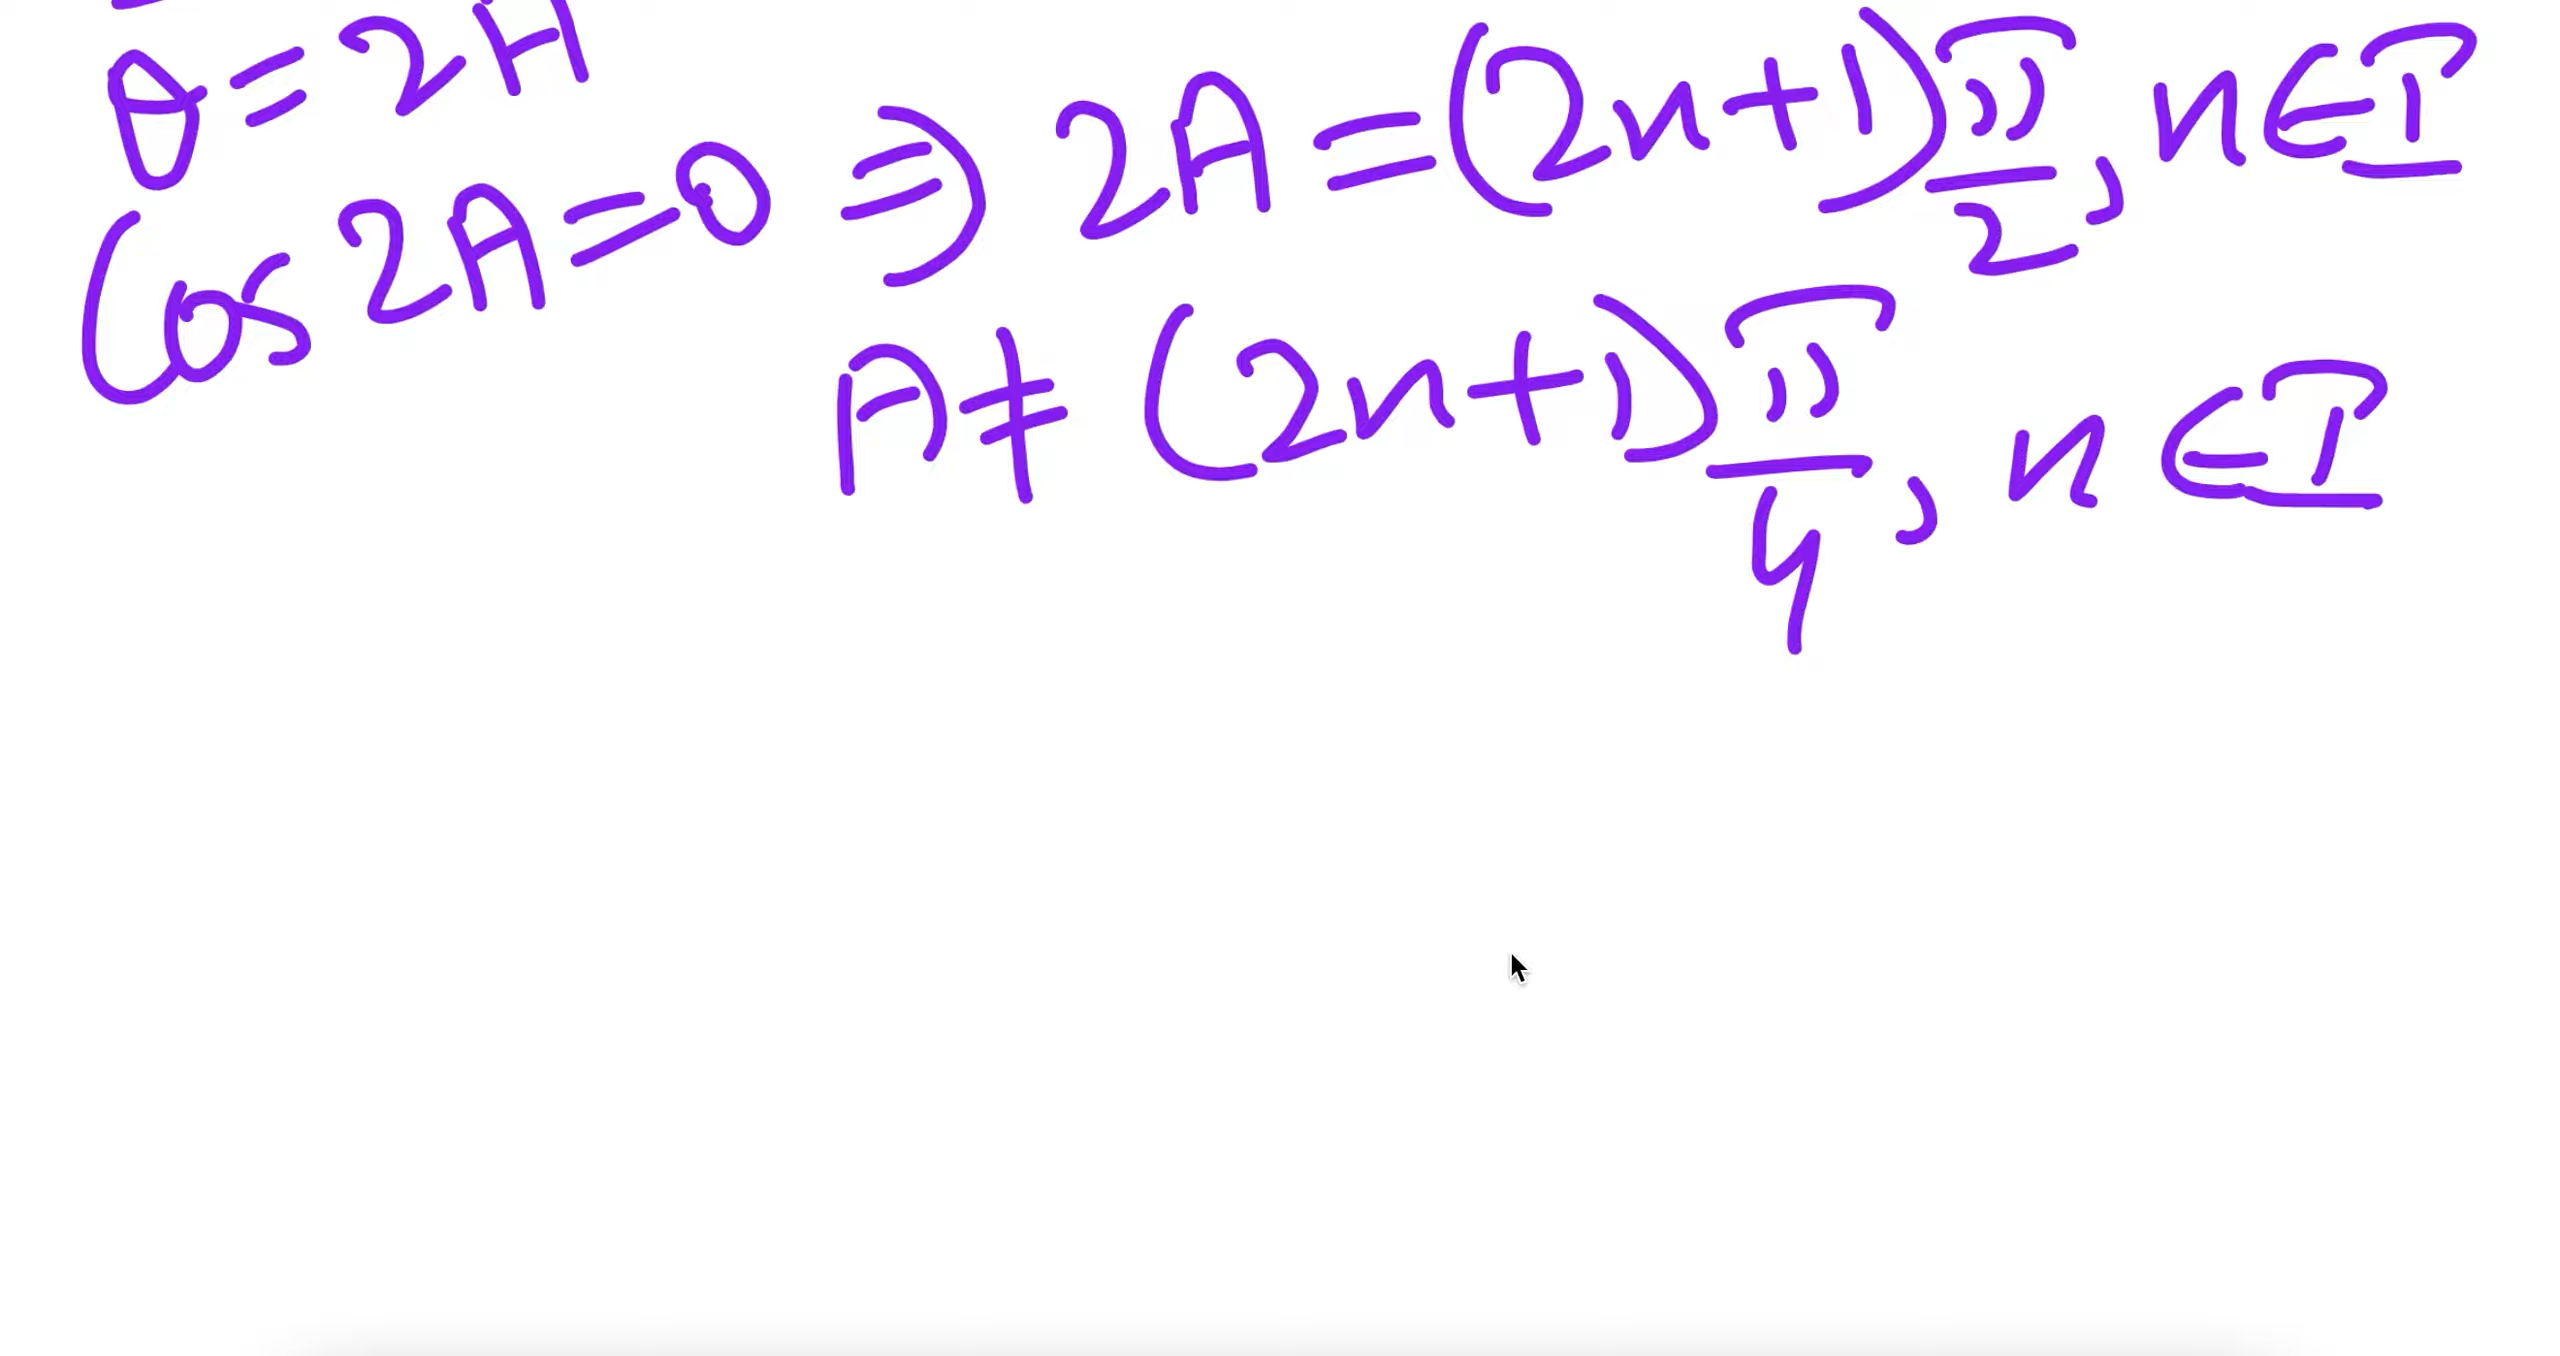 θ = 2A
Cos 2A = 0 ⇒ 2A = (2n+1) π/2, n ∈ I
A ≠ (2n+1) π/4, n ∈ I